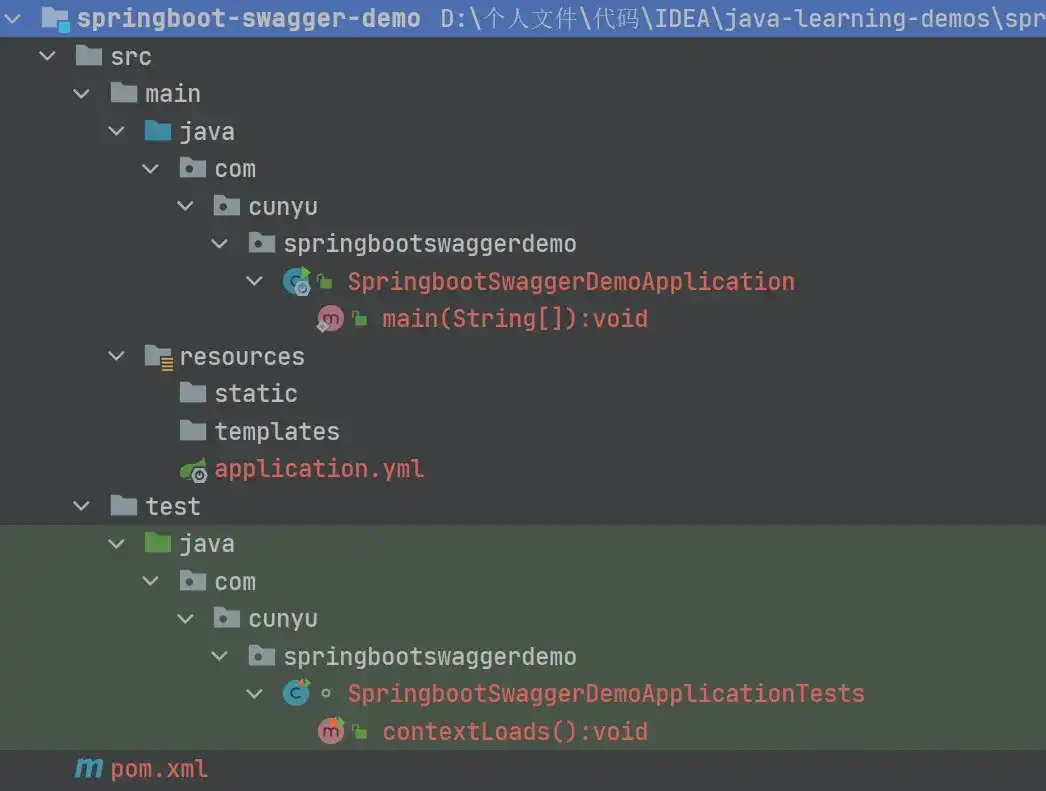 springboot-swagger-demo D:\个人文件\代码\IDEA\java-learning-demos\spr
src
main
java
com
cunyu
springbootswaggerdemo
SpringbootSwaggerDemoApplication
main(String[]):void
resources
static
templates
application.yml
test
java
com
cunyu
springbootswaggerdemo
SpringbootSwaggerDemoApplicationTests
contextLoads():void
pom.xml